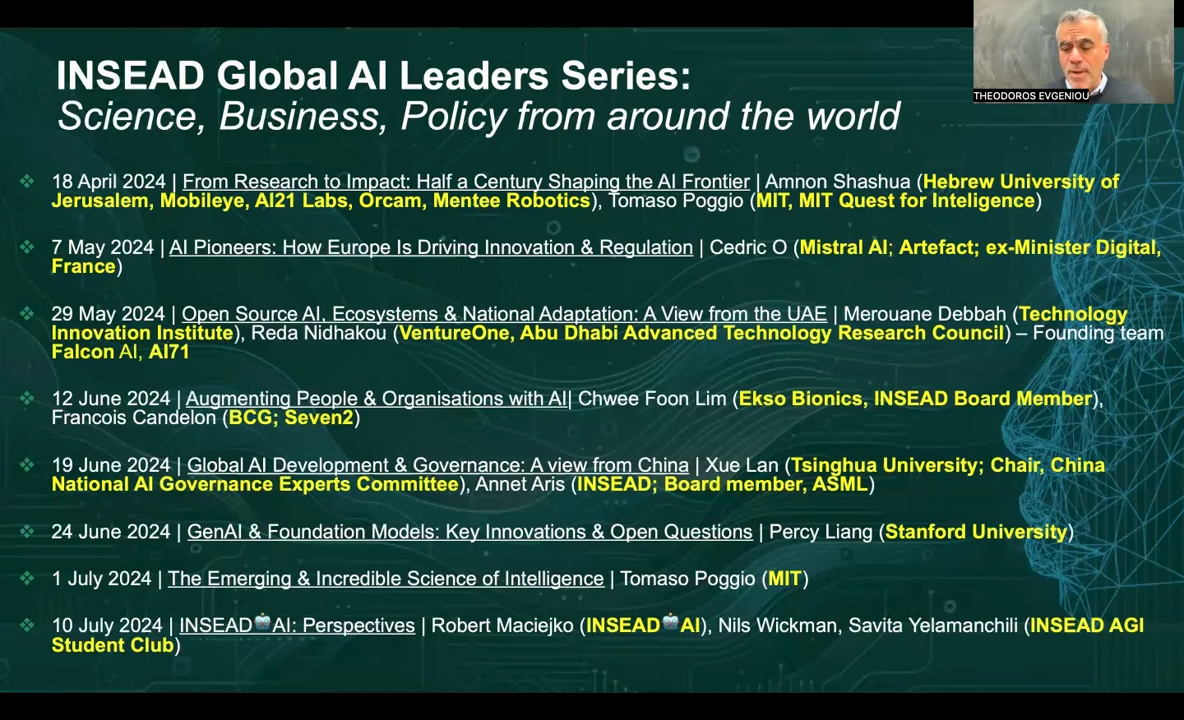 INSEAD Global AI Leaders Series:
Science, Business, Policy from around the world
THEODOROS EVGENIOU
18 April 2024 | From Research to Impact: Half a Century Shaping the AI Frontier | Amnon Shashua (Hebrew University of
Jerusalem, Mobileye, AI21 Labs, Orcam, Mentee Robotics), Tomaso Poggio (MIT, MIT Quest for Inteligence)
7 May 2024 | AI Pioneers: How Europe Is Driving Innovation & Regulation | Cedric O (Mistral AI; Artefact; ex-Minister Digital,
France)
29 May 2024 | Open Source AI, Ecosystems & National Adaptation: A View from the UAE | Merouane Debbah (Technology
Innovation Institute), Reda Nidhakou (VentureOne, Abu Dhabi Advanced Technology Research Council) – Founding team
Falcon AI, AI71
12 June 2024 | Augmenting People & Organisations with AI| Chwee Foon Lim (Ekso Bionics, INSEAD Board Member),
Francois Candelon (BCG; Seven2)
19 June 2024 | Global AI Development & Governance: A view from China | Xue Lan (Tsinghua University; Chair, China
National AI Governance Experts Committee), Annet Aris (INSEAD; Board member, ASML)
24 June 2024 | GenAI & Foundation Models: Key Innovations & Open Questions | Percy Liang (Stanford University)
1 July 2024 | The Emerging & Incredible Science of Intelligence | Tomaso Poggio (MIT)
10 July 2024 | INSEAD🤖AI: Perspectives | Robert Maciejko (INSEAD🤖AI), Nils Wickman, Savita Yelamanchili (INSEAD AGI
Student Club)